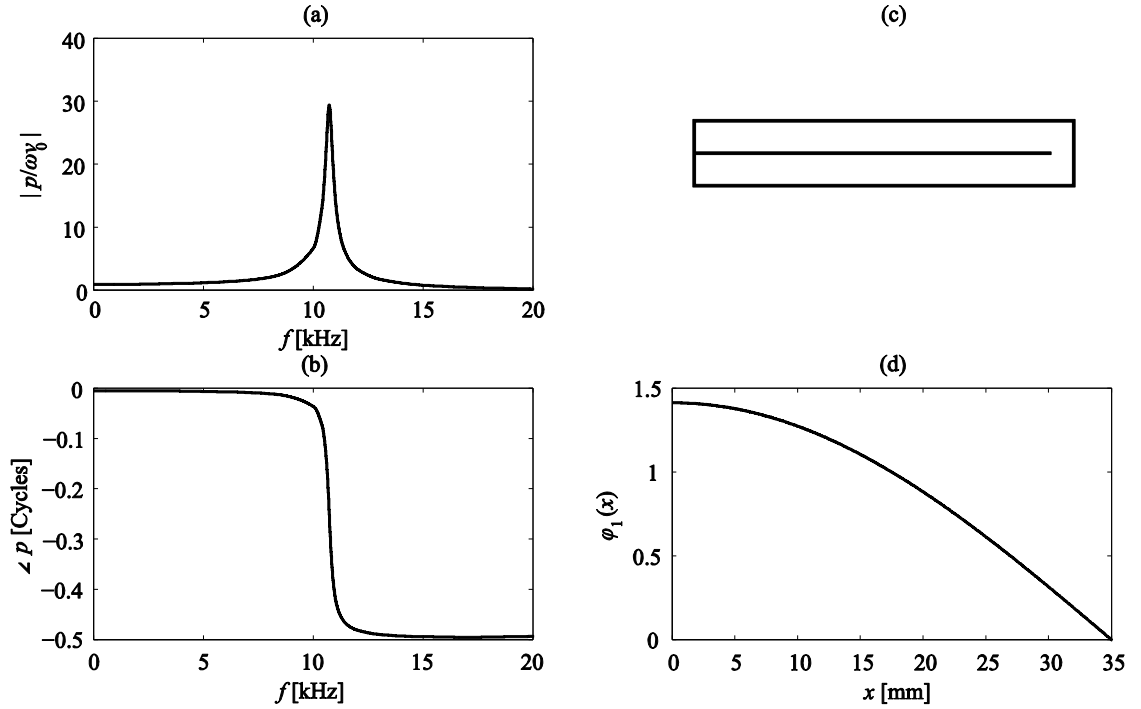 (a)
40
30
20
10
0
|p/ωv₀|
0 5 10 15 20
f [kHz]
(c)
(b)
0
−0.1
−0.2
−0.3
−0.4
−0.5
∠ p [Cycles]
0 5 10 15 20
f [kHz]
(d)
1.5
1
0.5
0
φ₁(x)
0 5 10 15 20 25 30 35
x [mm]